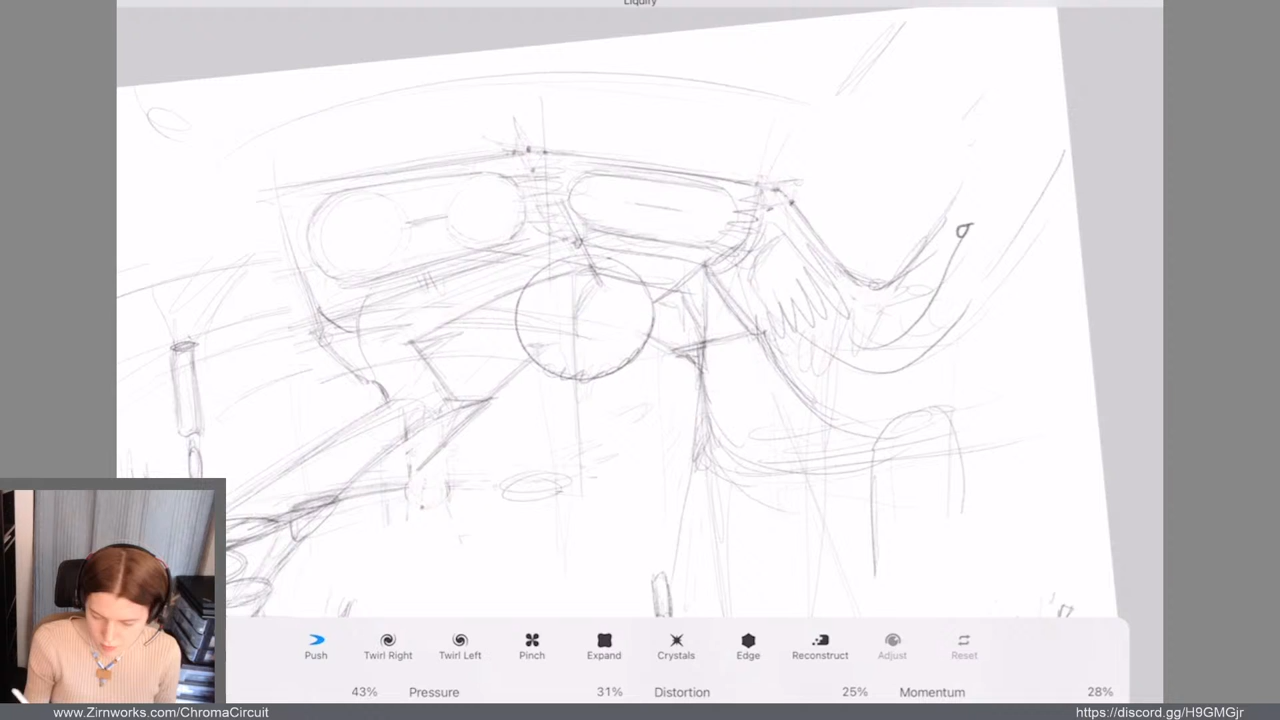 Liquify
Push
Twirl Right
Twirl Left
Pinch
Expand
Crystals
Edge
Reconstruct
Adjust
Reset
43% Pressure 31% Distortion 25% Momentum 28%
www.Zirnworks.com/ChromaCircuit
https://discord.gg/H9GMGjr